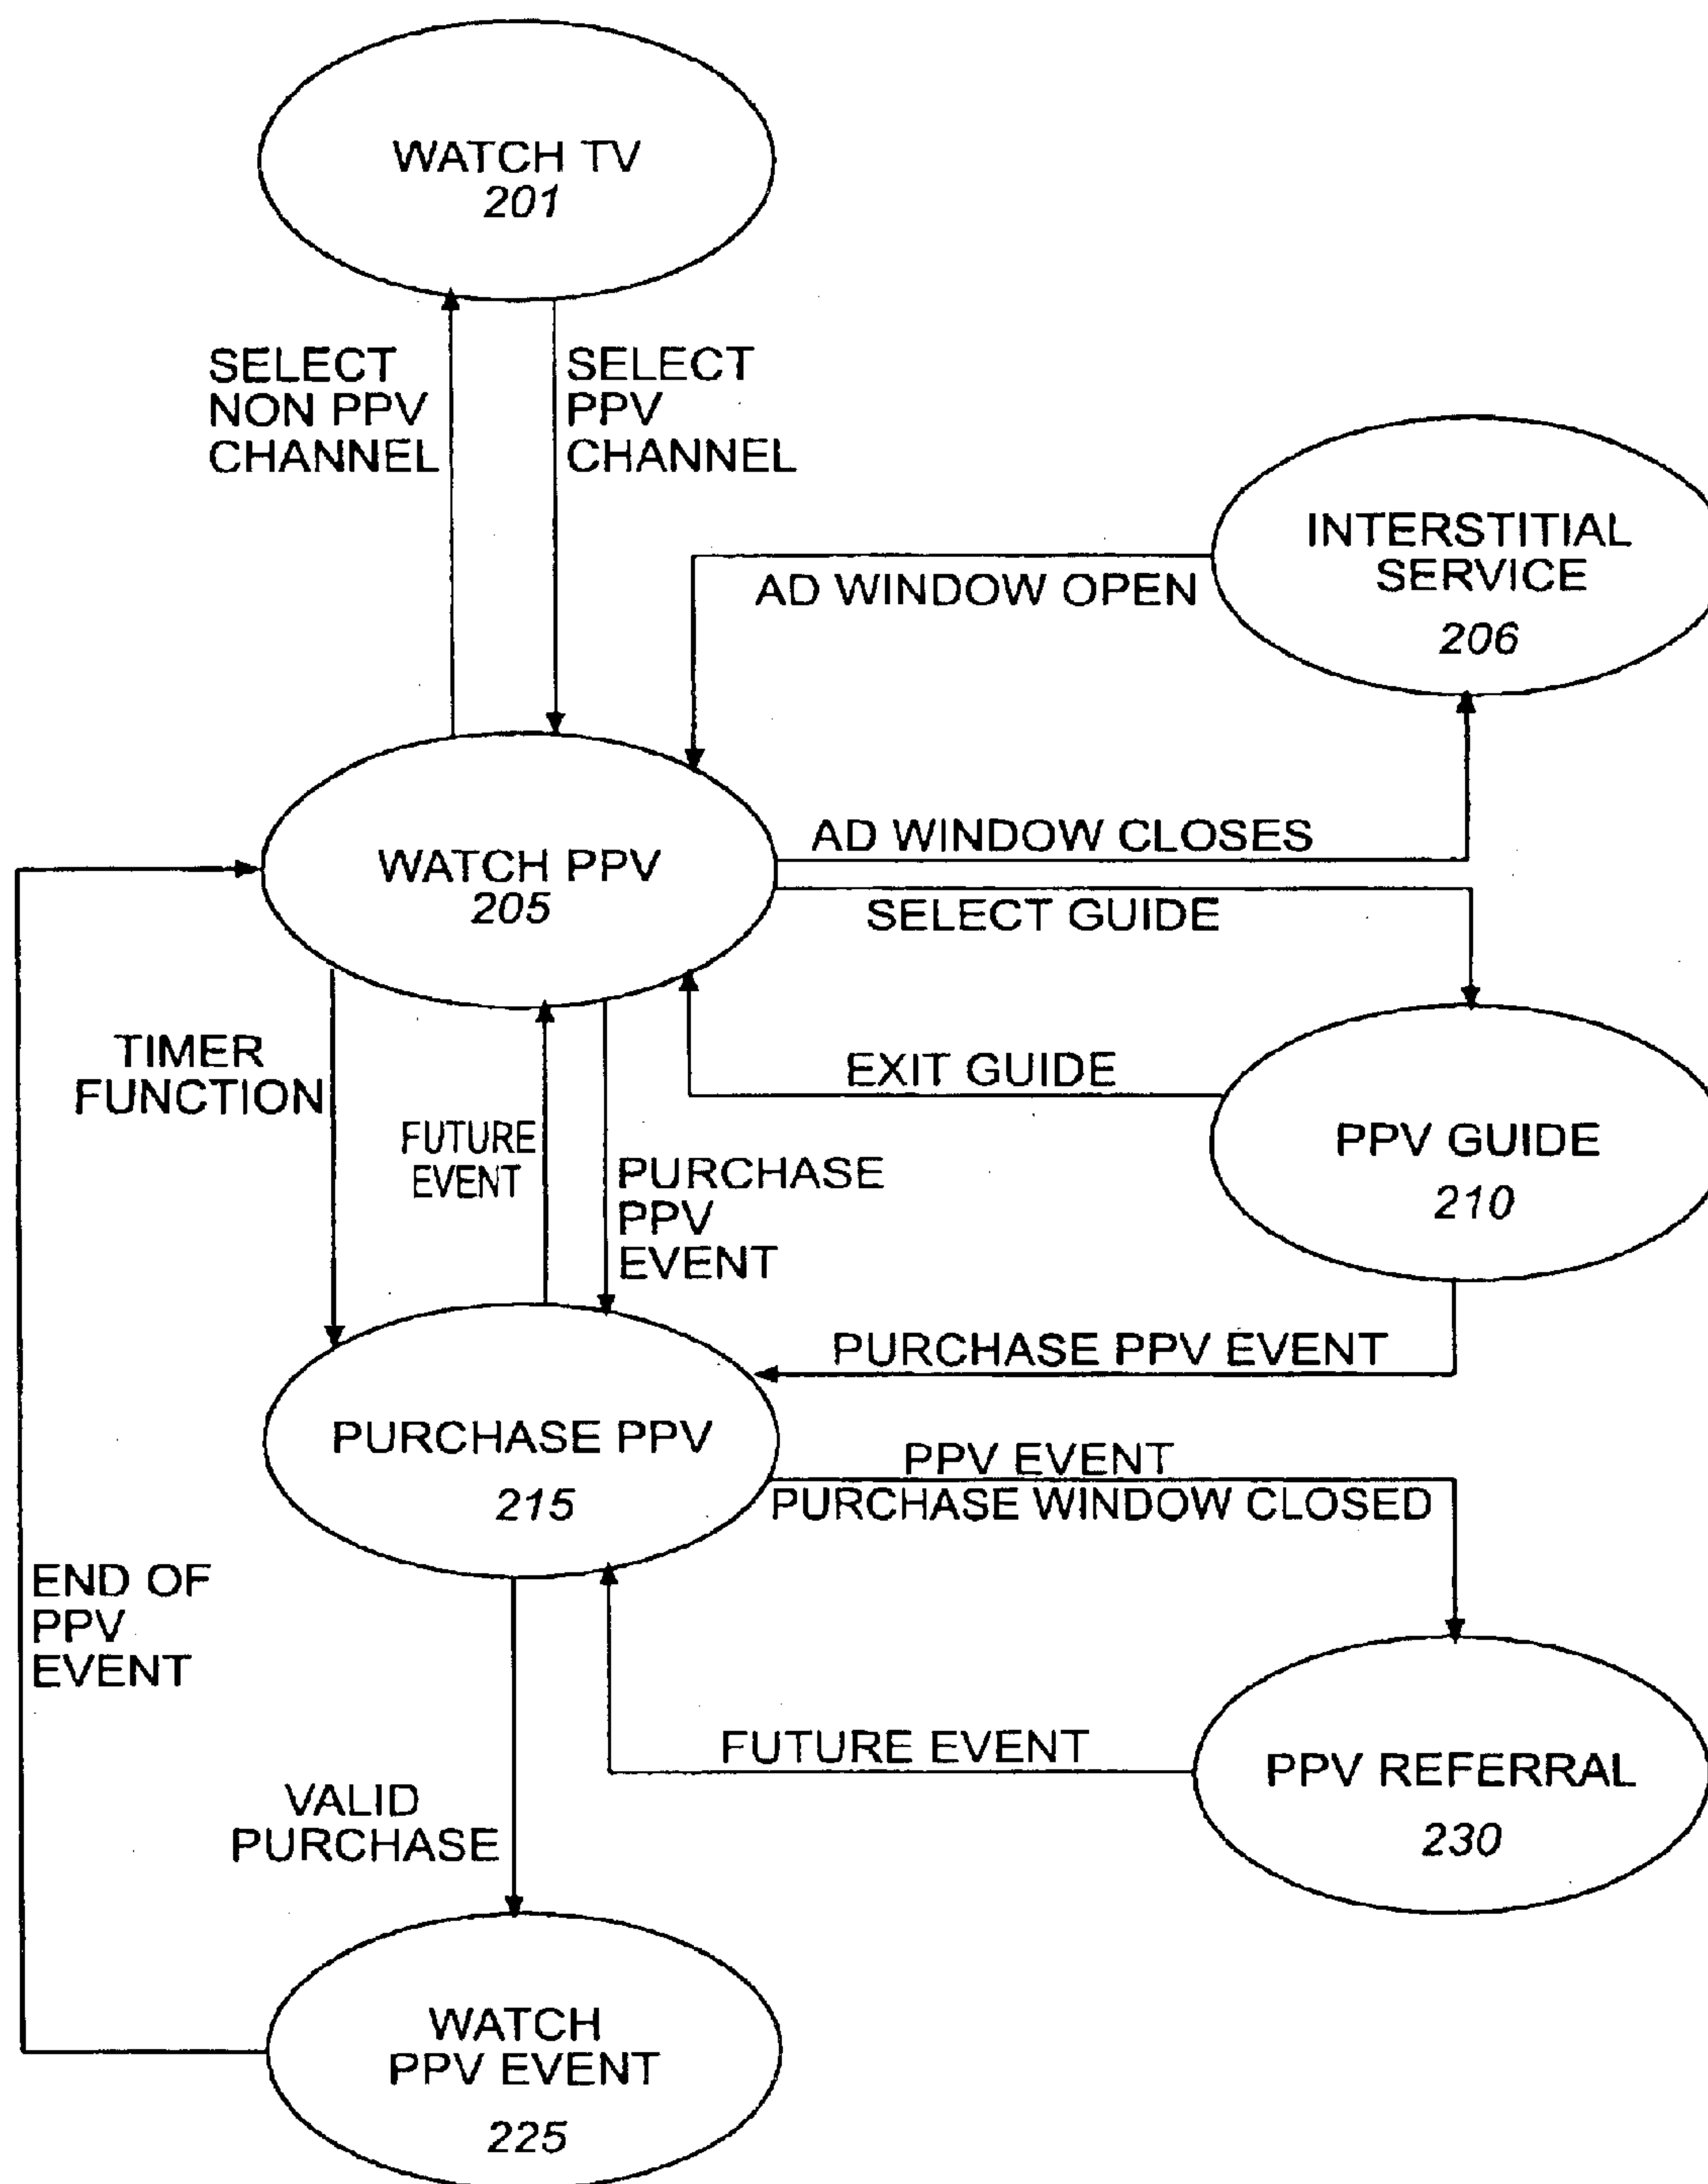 WATCH TV
201
SELECT
NON PPV
CHANNEL
SELECT
PPV
CHANNEL
INTERSTITIAL
SERVICE
206
AD WINDOW OPEN
WATCH PPV
205
AD WINDOW CLOSES
SELECT GUIDE
TIMER
FUNCTION
FUTURE
EVENT
PURCHASE
PPV
EVENT
EXIT GUIDE
PPV GUIDE
210
PURCHASE PPV EVENT
PURCHASE PPV
215
PPV EVENT
PURCHASE WINDOW CLOSED
END OF
PPV
EVENT
FUTURE EVENT
PPV REFERRAL
230
VALID
PURCHASE
WATCH
PPV EVENT
225